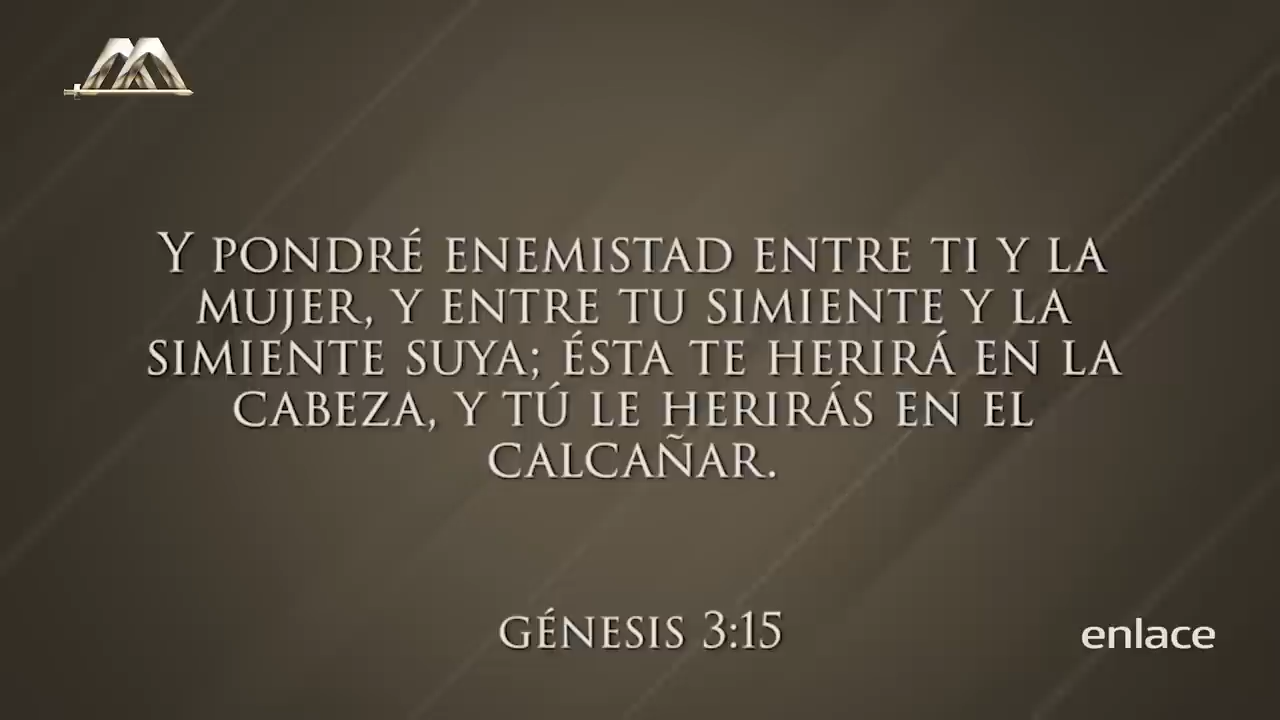 Y PONDRÉ ENEMISTAD ENTRE TI Y LA
MUJER, Y ENTRE TU SIMIENTE Y LA
SIMIENTE SUYA; ÉSTA TE HERIRÁ EN LA
CABEZA, Y TÚ LE HERIRÁS EN EL
CALCAÑAR.
GÉNESIS 3:15
enlace